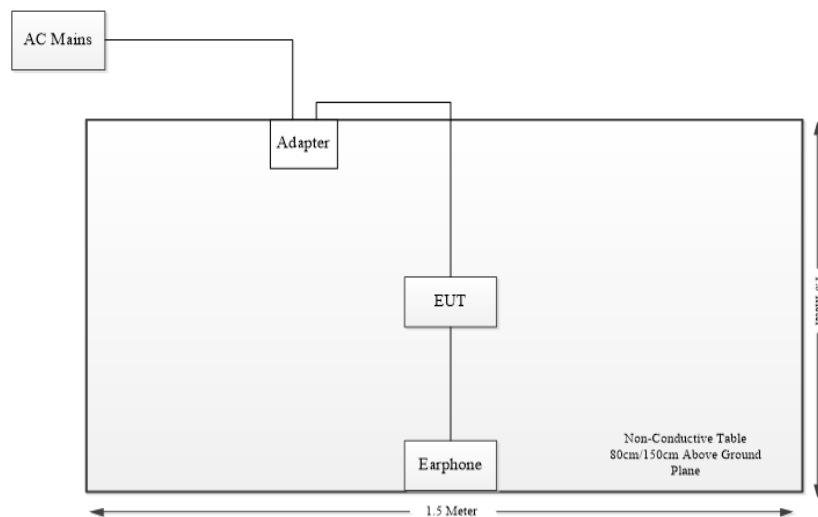 AC Mains
Adapter
EUT
Earphone
Non-Conductive Table
80cm/150cm Above Ground
Plane
1.5 Meter